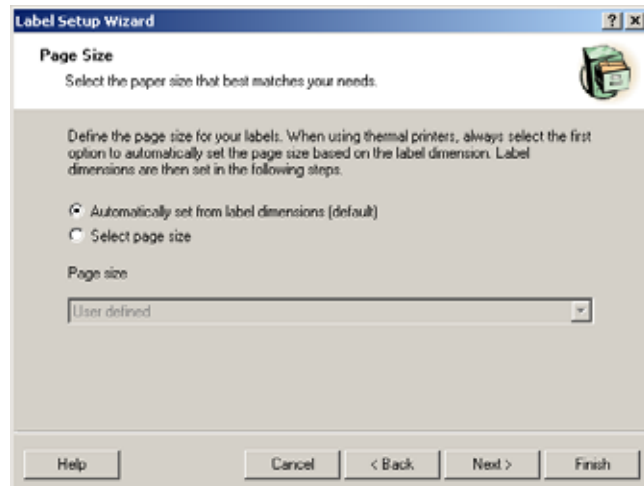 Label Setup Wizard
Page Size
Select the paper size that best matches your needs.
Define the page size for your labels. When using thermal printers, always select the first
option to automatically set the page size based on the label dimension. Label
dimensions are then set in the following steps.
Automatically set from label dimensions (default)
Select page size
Page size
User defined
Help
Cancel
< Back
Next >
Finish